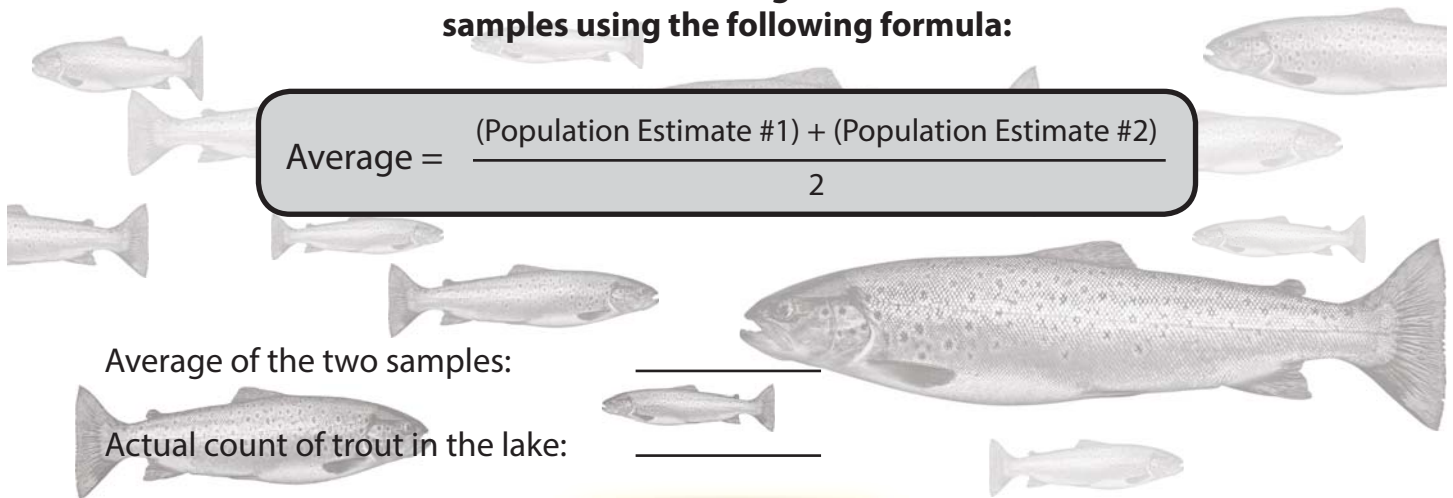 samples using the following formula:
Average = (Population Estimate #1) + (Population Estimate #2)
2
Average of the two samples:
Actual count of trout in the lake: